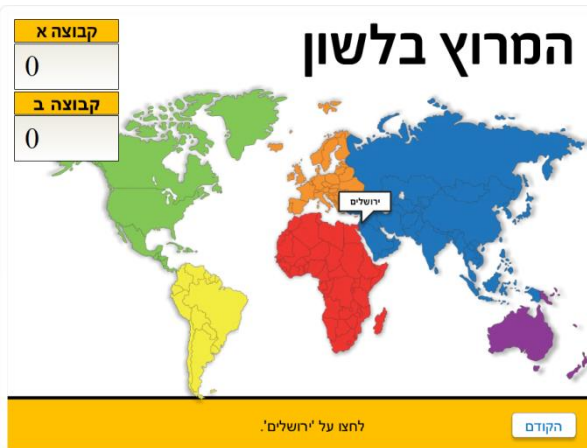 המרוץ בלשון
קבוצה א
0
קבוצה ב
0
ירושלים
לחצו על 'ירושלים'.
הקודם